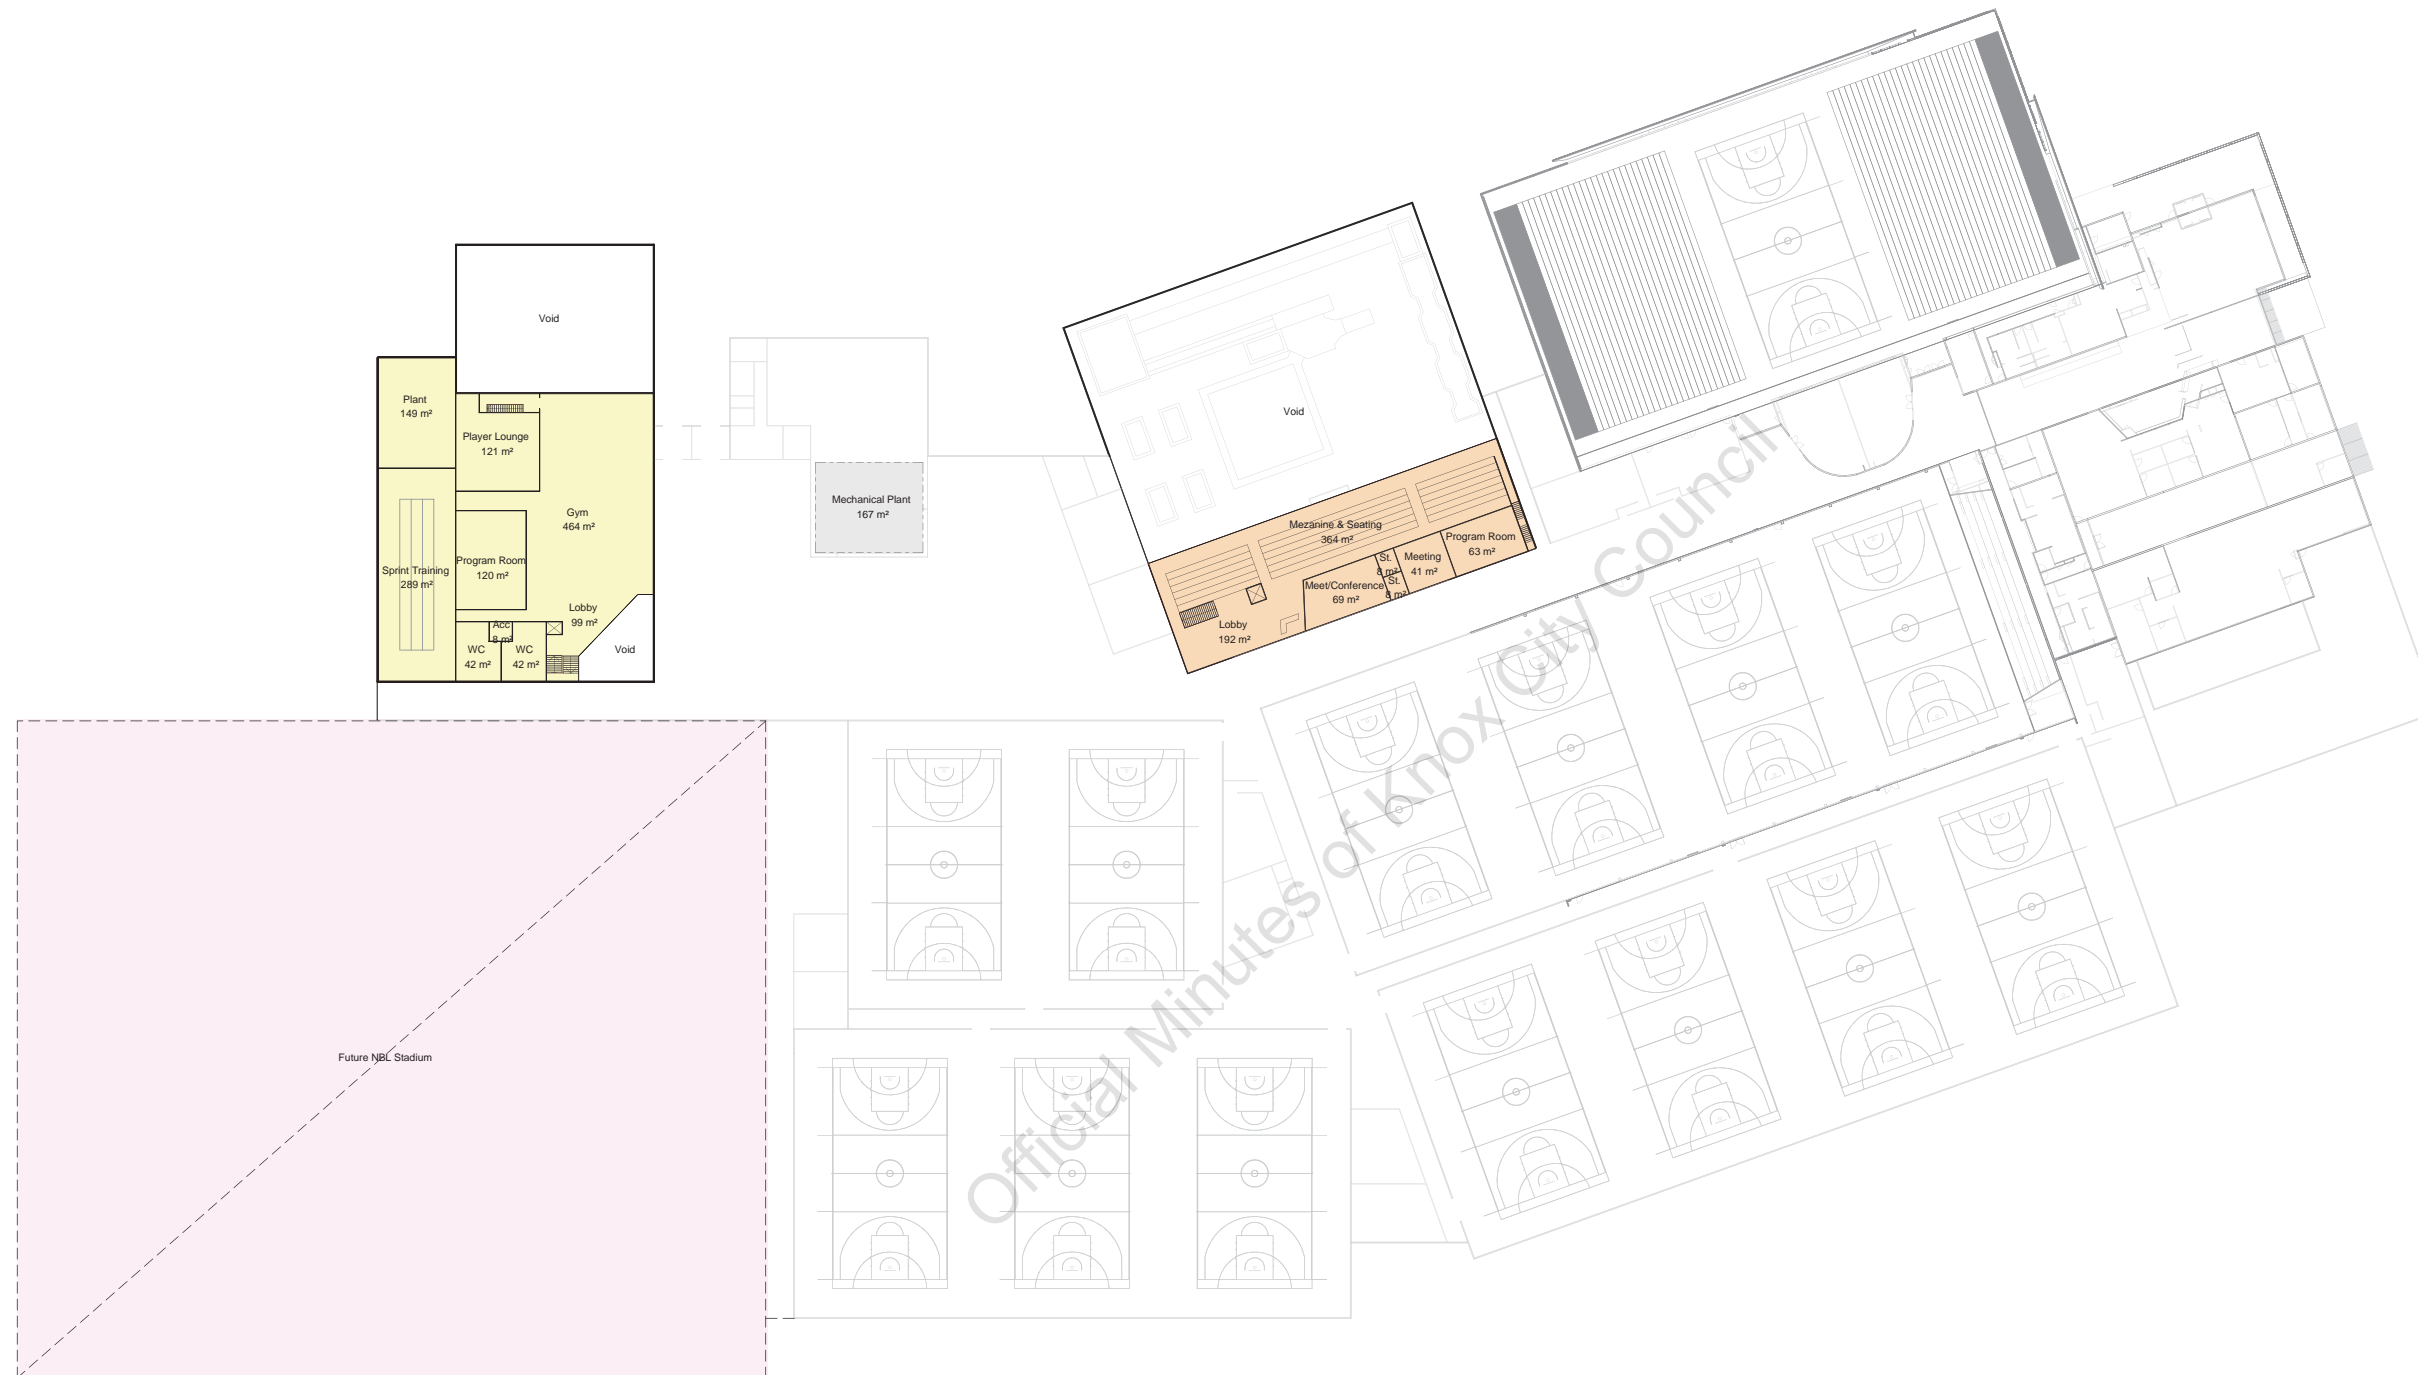 Void
Plant
149 m²
Player Lounge
121 m²
Gym
464 m²
Sprint Training
289 m²
Program Room
120 m²
Lobby
99 m²
Acc
8 m²
WC
42 m²
WC
42 m²
Void
Mechanical Plant
167 m²
Void
Mezanine & Seating
364 m²
Program Room
63 m²
Meeting
41 m²
St.
8 m²
St.
8 m²
Meet/Conference
69 m²
Lobby
192 m²
Future NBL Stadium
Official Minutes of Knox City Council